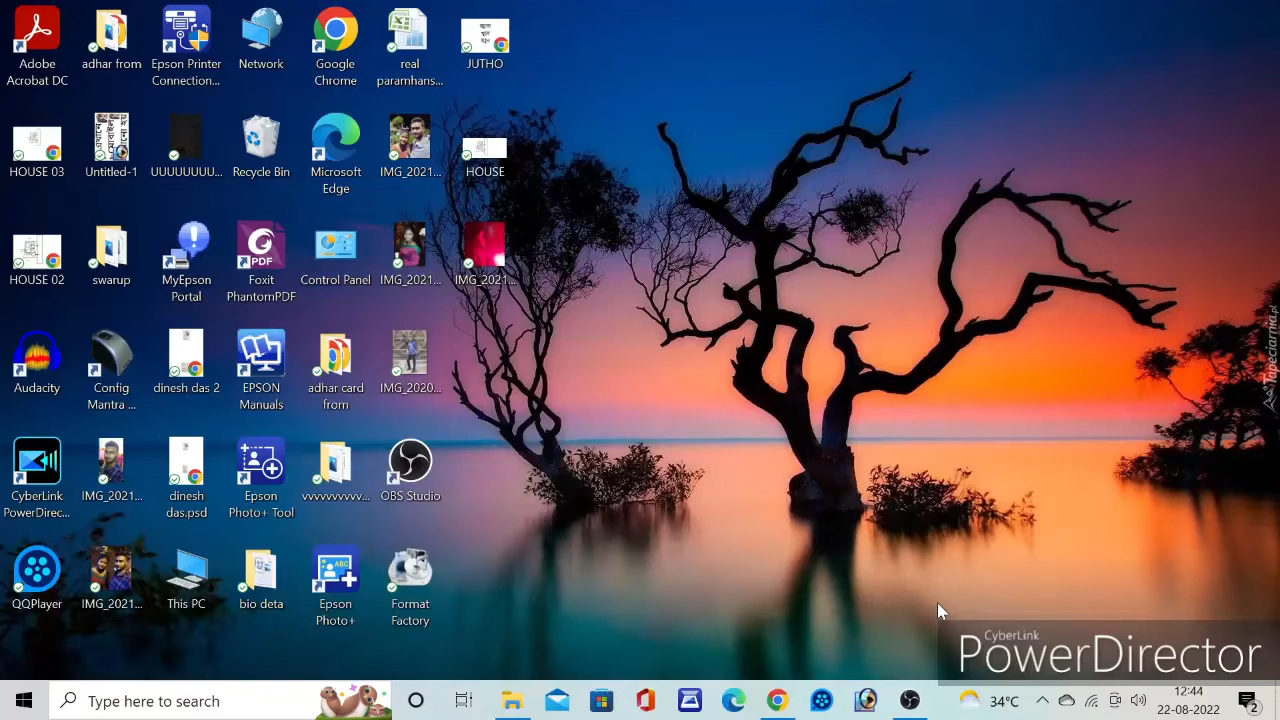 Adobe
Acrobat DC
adhar from
Epson Printer
Connection...
Network
Google
Chrome
real
paramhans...
JUTHO
HOUSE 03
Untitled-1
UUUUUUUU...
Recycle Bin
Microsoft
Edge
IMG_2021...
HOUSE
HOUSE 02
swarup
MyEpson
Portal
PDF
Foxit
PhantomPDF
Control Panel
IMG_2021...
IMG_2021...
Audacity
Config
Mantra ...
dinesh das 2
EPSON
Manuals
adhar card
from
IMG_2020...
CyberLink
PowerDirec...
IMG_2021...
dinesh
das.psd
Epson
Photo+ Tool
vvvvvvvvvv...
OBS Studio
QQPlayer
IMG_2021...
This PC
bio deta
ABC
Epson
Photo+
Format
Factory
CyberLink
PowerDirector
Type here to search
34°C
12:44
22-08-2022
2